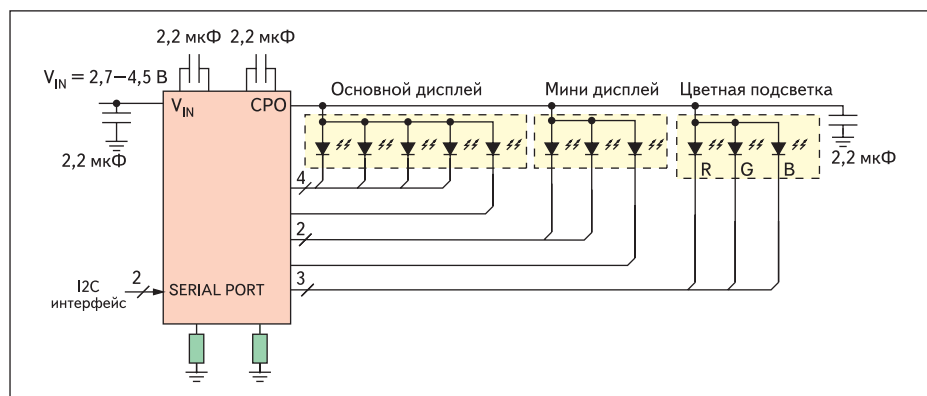 2,2 мкФ 2,2 мкФ
V_IN = 2,7–4,5 В
V_IN CPO
Основной дисплей Мини дисплей Цветная подсветка
2,2 мкФ
2,2 мкФ
R G B
4
2
3
I2C
интерфейс
2
SERIAL PORT